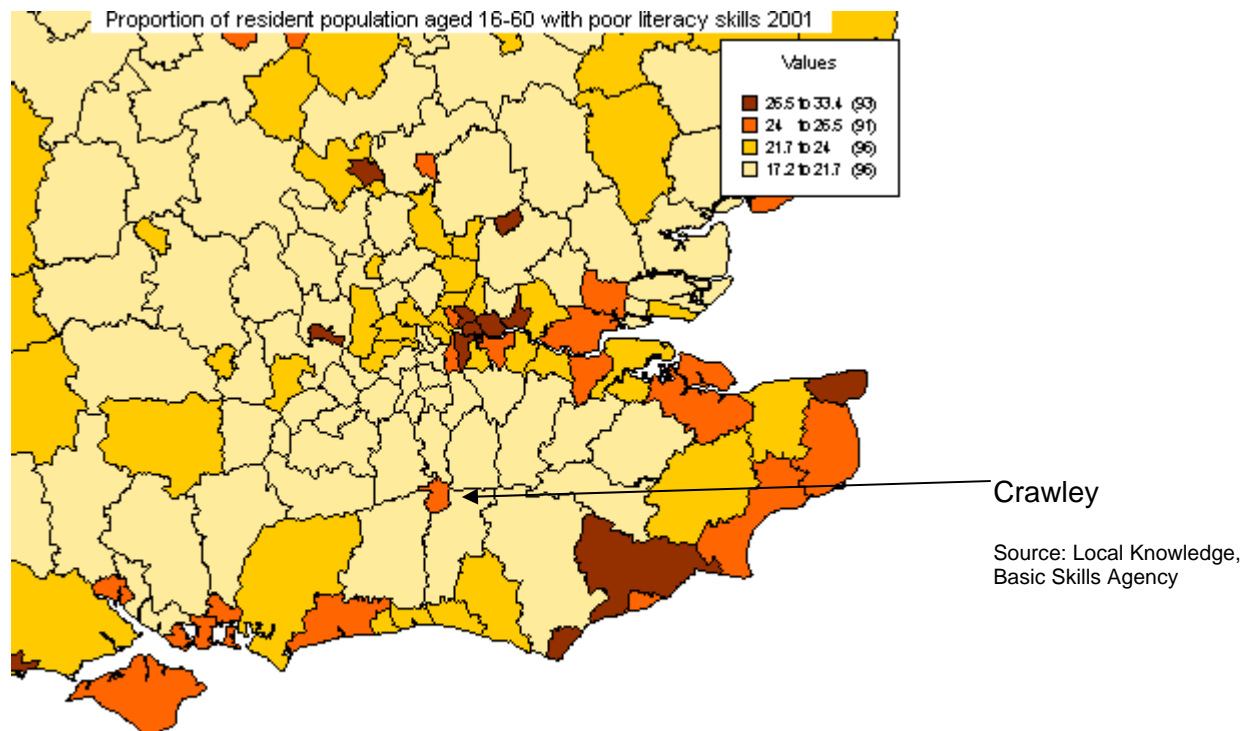 Proportion of resident population aged 16-60 with poor literacy skills 2001
Values
26.5 to 33.4 (93)
24 to 26.5 (91)
21.7 to 24 (96)
17.2 to 21.7 (96)
Crawley
Source: Local Knowledge,
Basic Skills Agency